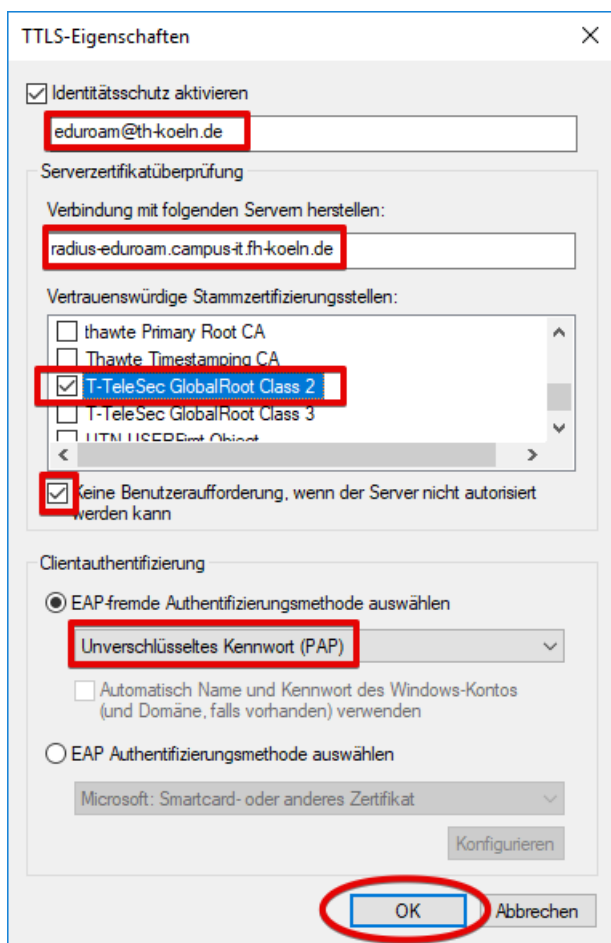 TTLS-Eigenschaften
Identitätsschutz aktivieren
eduroam@th-koeln.de
Serverzertifikatüberprüfung
Verbindung mit folgenden Servern herstellen:
radius-eduroam.campus-it.fh-koeln.de
Vertrauenswürdige Stammzertifizierungsstellen:
thawte Primary Root CA
Thawte Timestamping CA
T-TeleSec GlobalRoot Class 2
T-TeleSec GlobalRoot Class 3
UTN-USERFirst-Object
Keine Benutzeraufforderung, wenn der Server nicht autorisiert
werden kann
Clientauthentifizierung
EAP-fremde Authentifizierungsmethode auswählen
Unverschlüsseltes Kennwort (PAP)
Automatisch Name und Kennwort des Windows-Kontos
(und Domäne, falls vorhanden) verwenden
EAP Authentifizierungsmethode auswählen
Microsoft: Smartcard- oder anderes Zertifikat
Konfigurieren
OK
Abbrechen